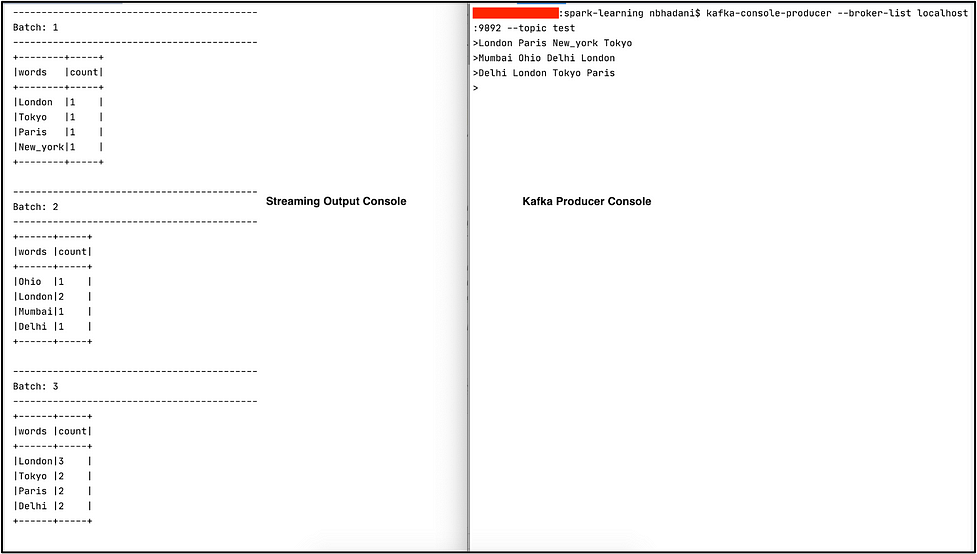 -----------------------------------------
Batch: 1
-----------------------------------------
+--------+-----+
|words   |count|
+--------+-----+
|London  |1    |
|Tokyo   |1    |
|Paris   |1    |
|New_york|1    |
+--------+-----+
-----------------------------------------
Batch: 2
-----------------------------------------
+------+-----+
|words |count|
+------+-----+
|Ohio  |1    |
|London|2    |
|Mumbai|1    |
|Delhi |1    |
+------+-----+
-----------------------------------------
Batch: 3
-----------------------------------------
+------+-----+
|words |count|
+------+-----+
|London|3    |
|Tokyo |2    |
|Paris |2    |
|Delhi |2    |
+------+-----+
Streaming Output Console
:spark-learning nbhadani$ kafka-console-producer --broker-list localhost
:9892 --topic test
>London Paris New_york Tokyo
>Mumbai Ohio Delhi London
>Delhi London Tokyo Paris
>
Kafka Producer Console